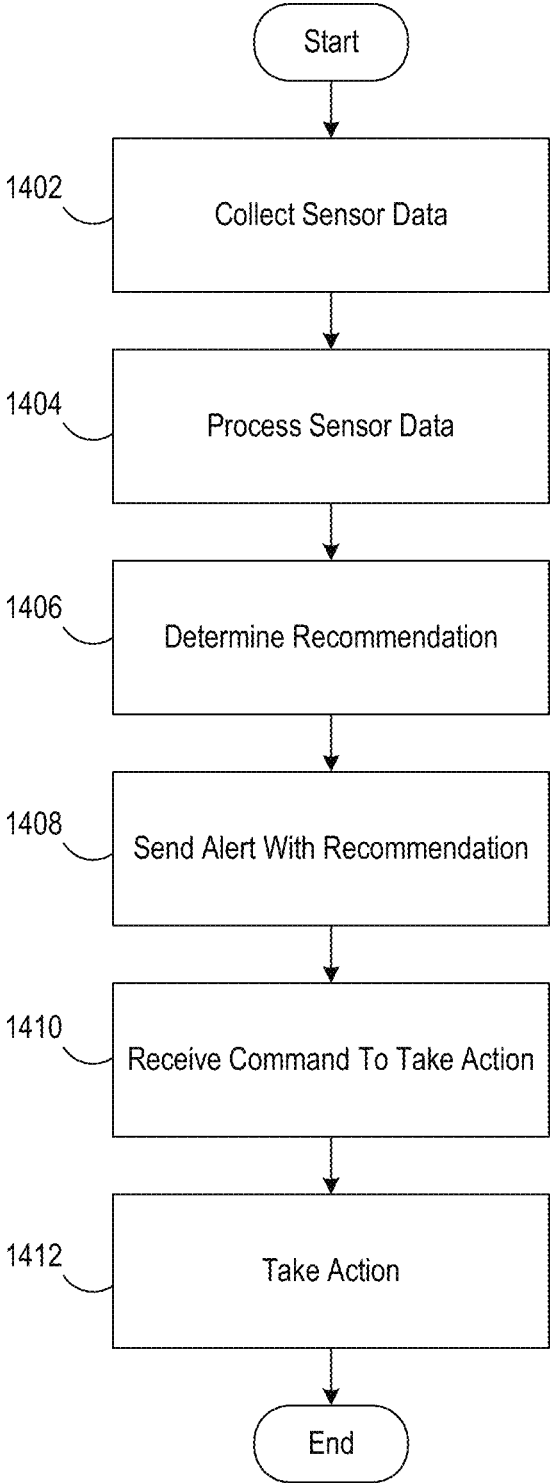 Start
1402
Collect Sensor Data
1404
Process Sensor Data
1406
Determine Recommendation
1408
Send Alert With Recommendation
1410
Receive Command To Take Action
1412
Take Action
End